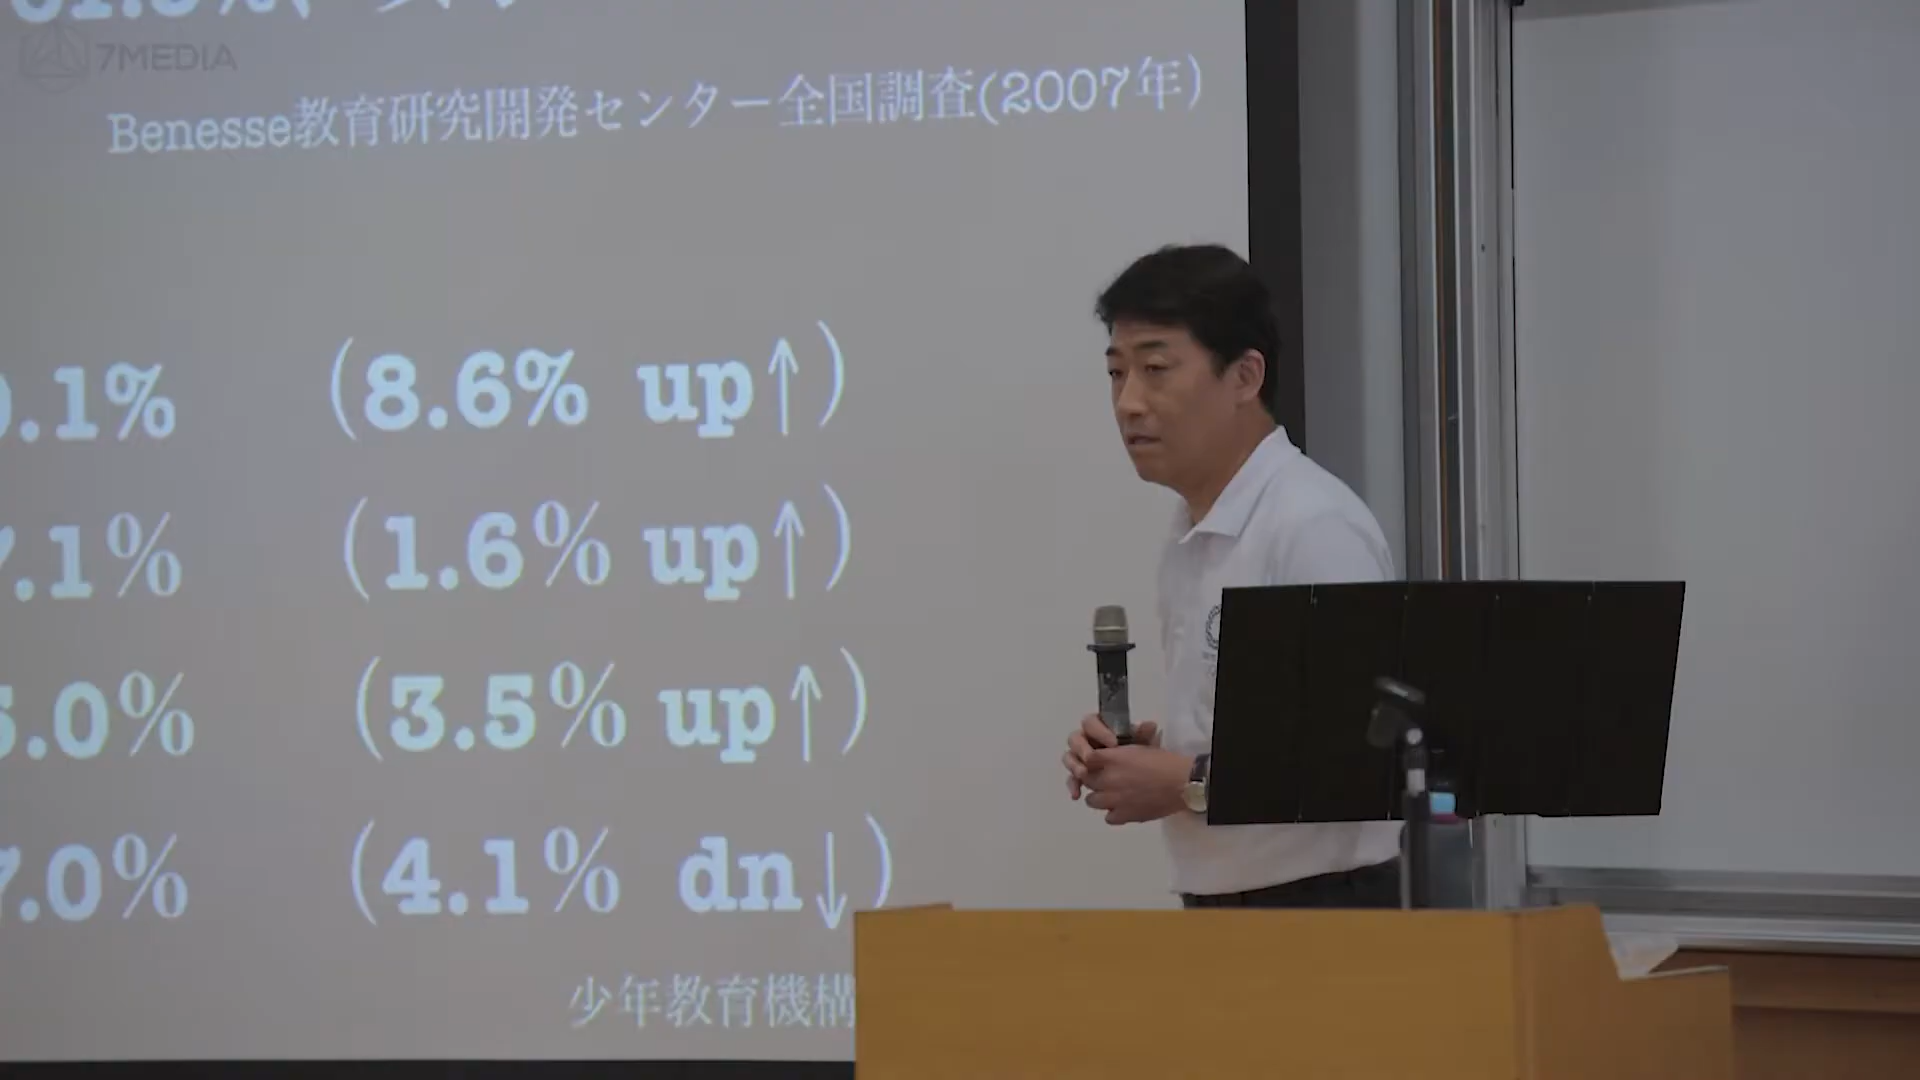 7MEDIA
Benesse教育研究開発センター全国調査(2007年)
.1% (8.6% up↑)
.1% (1.6% up↑)
.0% (3.5% up↑)
.0% (4.1% dn↓)
少年教育機構